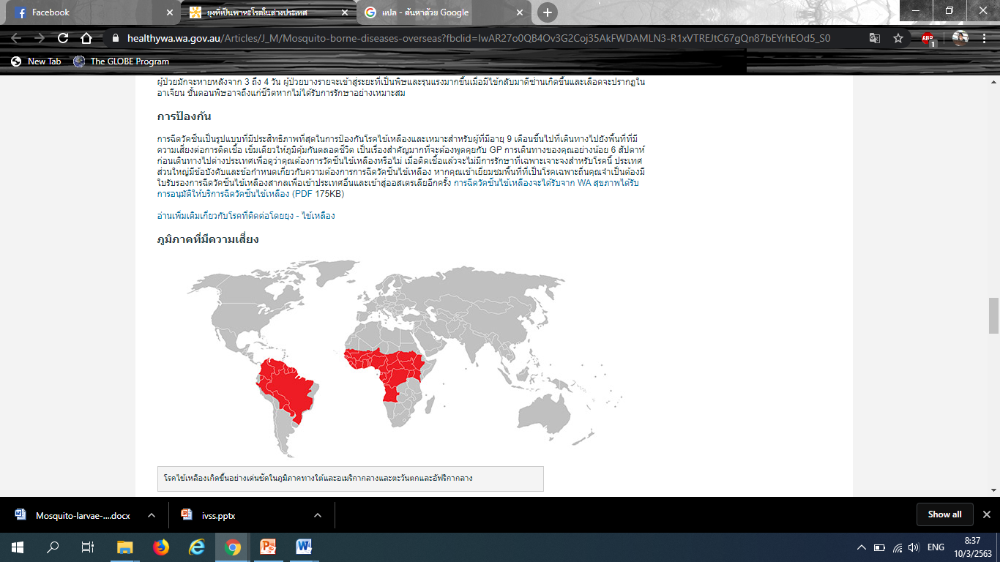 Facebook
ยุงที่เป็นพาหะโรคในต่างประเทศ
แปล - ค้นหาด้วย Google
healthywa.wa.gov.au/Articles/J_M/Mosquito-borne-diseases-overseas?fbclid=IwAR27o0QB4Ov3G2Coj35AkFWDAMLN3-R1xVTREJtC67gQn87bEYrhEOd5_S0
ABP
1
New Tab
The GLOBE Program
ผู้ป่วยมักจะหายหลังจาก 3 ถึง 4 วัน ผู้ป่วยบางรายจะเข้าสู่ระยะที่เป็นพิษและรุนแรงมากขึ้นเมื่อมีไข้กลับมาดีซ่านเกิดขึ้นและเลือดจะปรากฏใน
อาเจียน ขั้นตอนพิษอาจถึงแก่ชีวิตหากไม่ได้รับการรักษาอย่างเหมาะสม
การป้องกัน
การฉีดวัคซีนเป็นรูปแบบที่มีประสิทธิภาพที่สุดในการป้องกันโรคไข้เหลืองและเหมาะสำหรับผู้ที่มีอายุ 9 เดือนขึ้นไปที่เดินทางไปยังพื้นที่ที่มี
ความเสี่ยงต่อการติดเชื้อ เข็มเดียวให้ภูมิคุ้มกันตลอดชีวิต เป็นเรื่องสำคัญมากที่จะต้องพูดคุยกับ GP การเดินทางของคุณอย่างน้อย 6 สัปดาห์
ก่อนเดินทางไปต่างประเทศเพื่อดูว่าคุณต้องการวัคซีนไข้เหลืองหรือไม่ เมื่อติดเชื้อแล้วจะไม่มีการรักษาที่เฉพาะเจาะจงสำหรับโรคนี้ ประเทศ
ส่วนใหญ่มีข้อบังคับและข้อกำหนดเกี่ยวกับความต้องการการฉีดวัคซีนไข้เหลือง หากคุณเข้าเยี่ยมชมพื้นที่ที่เป็นโรคเฉพาะถิ่นคุณจำเป็นต้องมี
ใบรับรองการฉีดวัคซีนไข้เหลืองสากลเพื่อเข้าประเทศอื่นและเข้าสู่ออสเตรเลียอีกครั้ง การฉีดวัคซีนไข้เหลืองจะได้รับจาก WA สุขภาพได้รับ
การอนุมัติให้บริการฉีดวัคซีนไข้เหลือง (PDF 175KB)
อ่านเพิ่มเติมเกี่ยวกับโรคที่ติดต่อโดยยุง - ไข้เหลือง
ภูมิภาคที่มีความเสี่ยง
โรคไข้เหลืองเกิดขึ้นอย่างเด่นชัดในภูมิภาคทางใต้และอเมริกากลางและตะวันตกและอัฟริกากลาง
Mosquito-larvae-....docx
ivss.pptx
Show all
ENG
8:37
10/3/2563